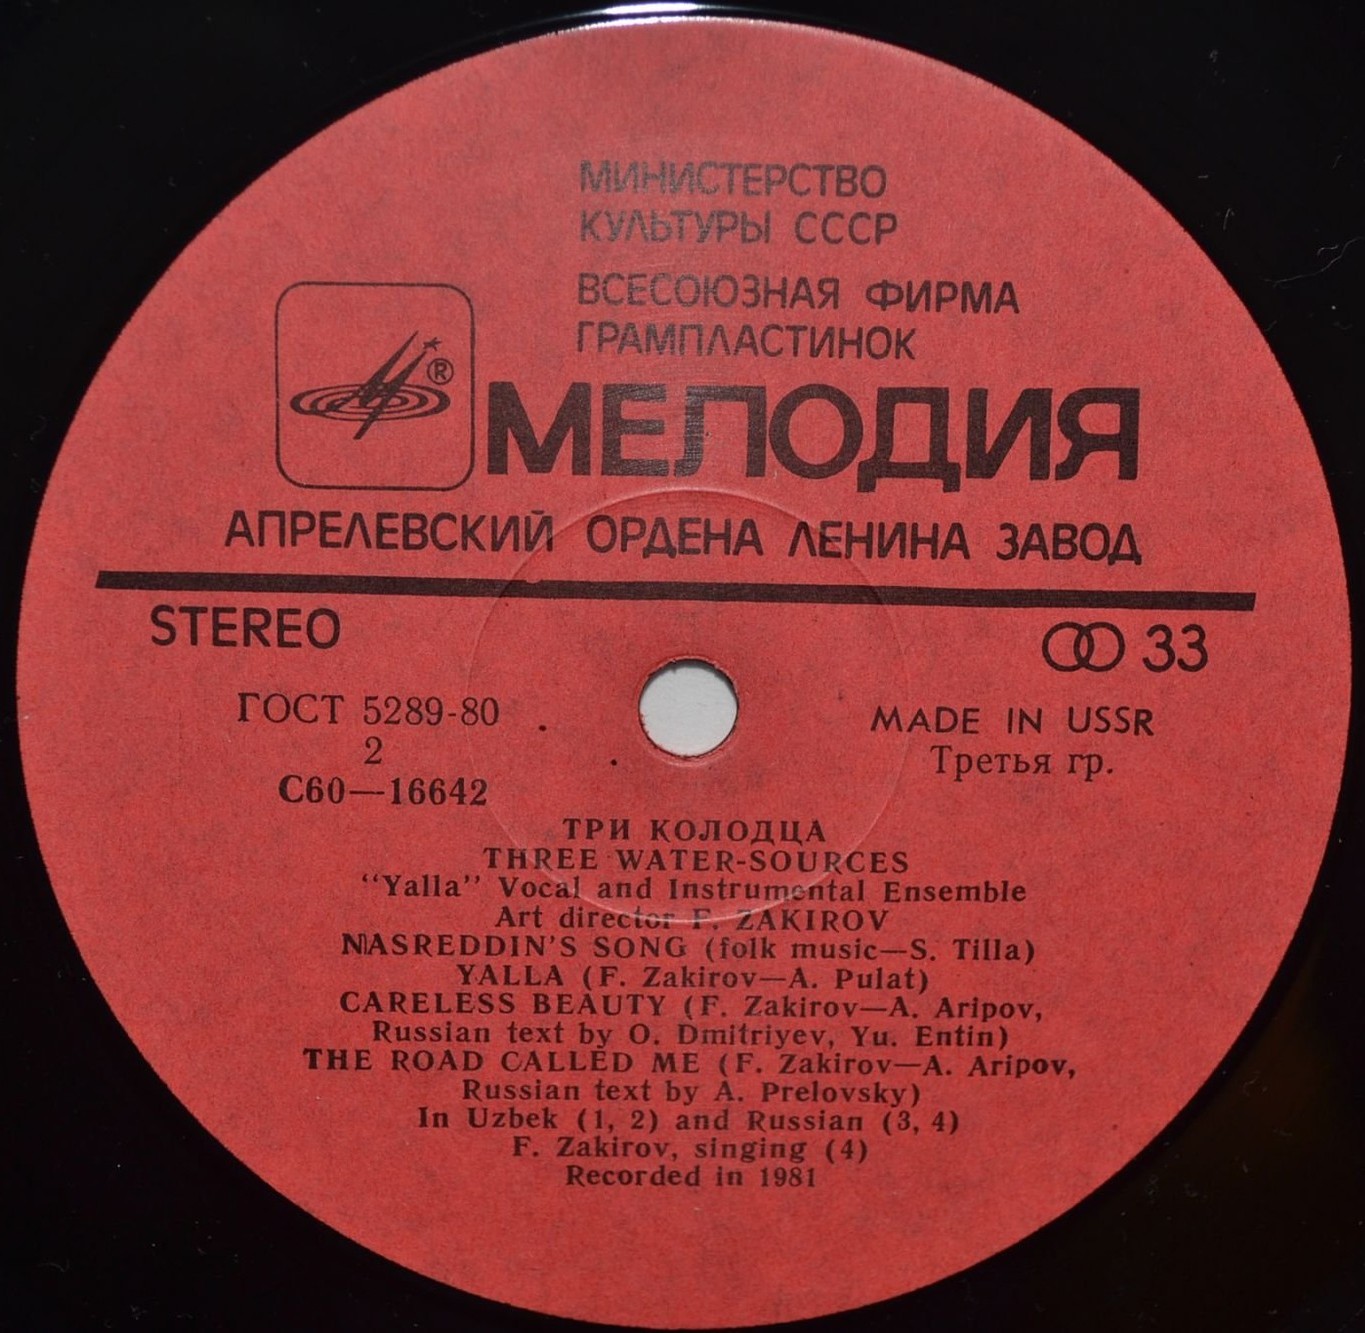 МИНИСТЕРСТВО
КУЛЬТУРЫ СССР
ВСЕСОЮЗНАЯ ФИРМА
ГРАМПЛАСТИНОК
®
МЕЛОДИЯ
АПРЕЛЕВСКИЙ ОРДЕНА ЛЕНИНА ЗАВОД
STEREO
33
ГОСТ 5289-80
MADE IN USSR
2
Третья гр.
С60—16642
ТРИ КОЛОДЦА
THREE WATER-SOURCES
“Yalla” Vocal and Instrumental Ensemble
Art director F. ZAKIROV
NASREDDIN'S SONG (folk music—S. Tilla)
YALLA (F. Zakirov—A. Pulat)
CARELESS BEAUTY (F. Zakirov—A. Aripov,
Russian text by O. Dmitriyev, Yu. Entin)
THE ROAD CALLED ME (F. Zakirov—A. Aripov,
Russian text by A. Prelovsky)
In Uzbek (1, 2) and Russian (3, 4)
F. Zakirov, singing (4)
Recorded in 1981